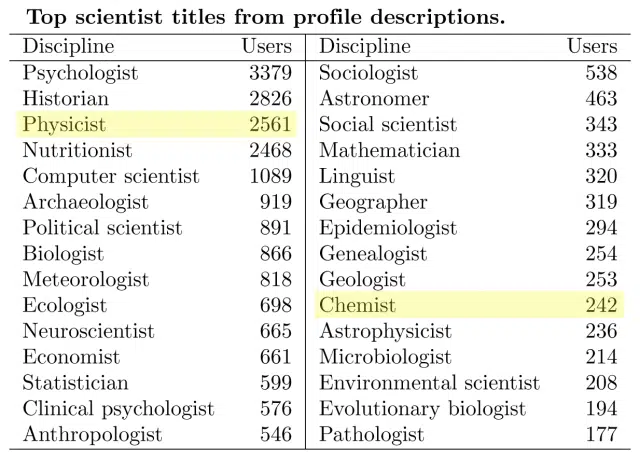 Top scientist titles from profile descriptions.
Discipline Users Discipline Users
Psychologist 3379 Sociologist 538
Historian 2826 Astronomer 463
Physicist 2561 Social scientist 343
Nutritionist 2468 Mathematician 333
Computer scientist 1089 Linguist 320
Archaeologist 919 Geographer 319
Political scientist 891 Epidemiologist 294
Biologist 866 Genealogist 254
Meteorologist 818 Geologist 253
Ecologist 698 Chemist 242
Neuroscientist 665 Astrophysicist 236
Economist 661 Microbiologist 214
Statistician 599 Environmental scientist 208
Clinical psychologist 576 Evolutionary biologist 194
Anthropologist 546 Pathologist 177